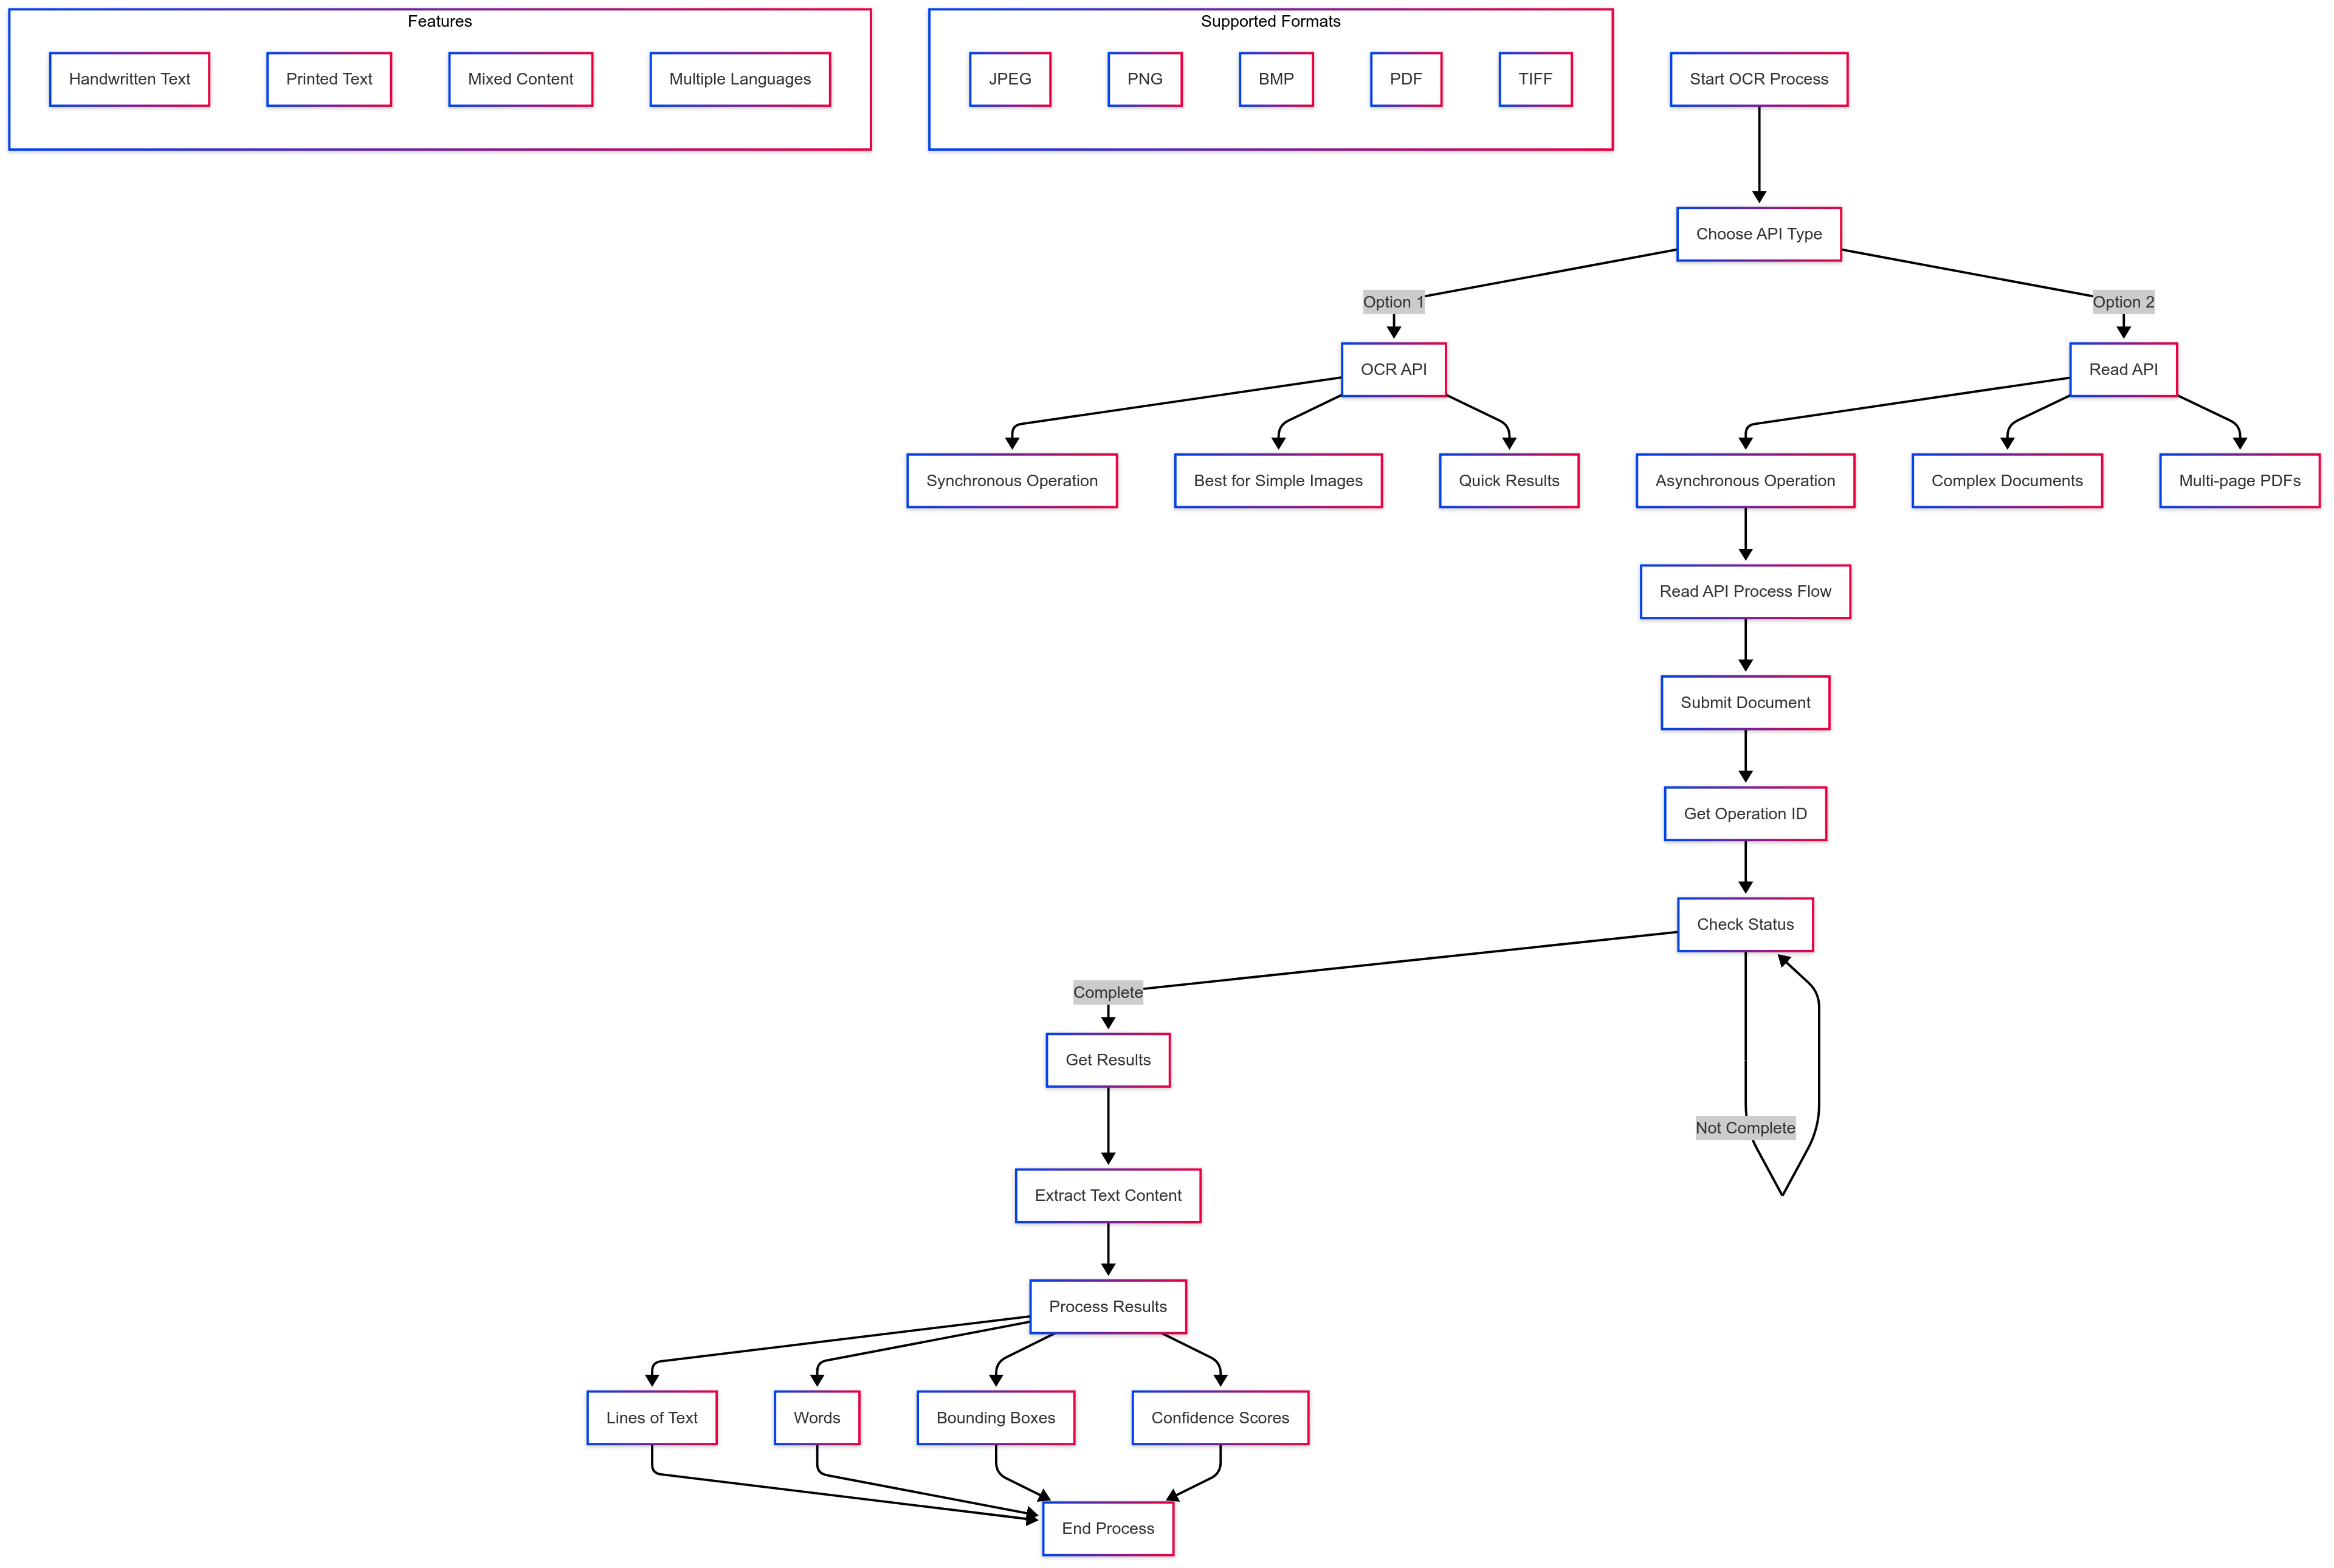 Features
Handwritten Text
Printed Text
Mixed Content
Multiple Languages
Supported Formats
JPEG
PNG
BMP
PDF
TIFF
Start OCR Process
Choose API Type
Option 1
Option 2
OCR API
Read API
Synchronous Operation
Best for Simple Images
Quick Results
Asynchronous Operation
Complex Documents
Multi-page PDFs
Read API Process Flow
Submit Document
Get Operation ID
Check Status
Complete
Get Results
Not Complete
Extract Text Content
Process Results
Lines of Text
Words
Bounding Boxes
Confidence Scores
End Process